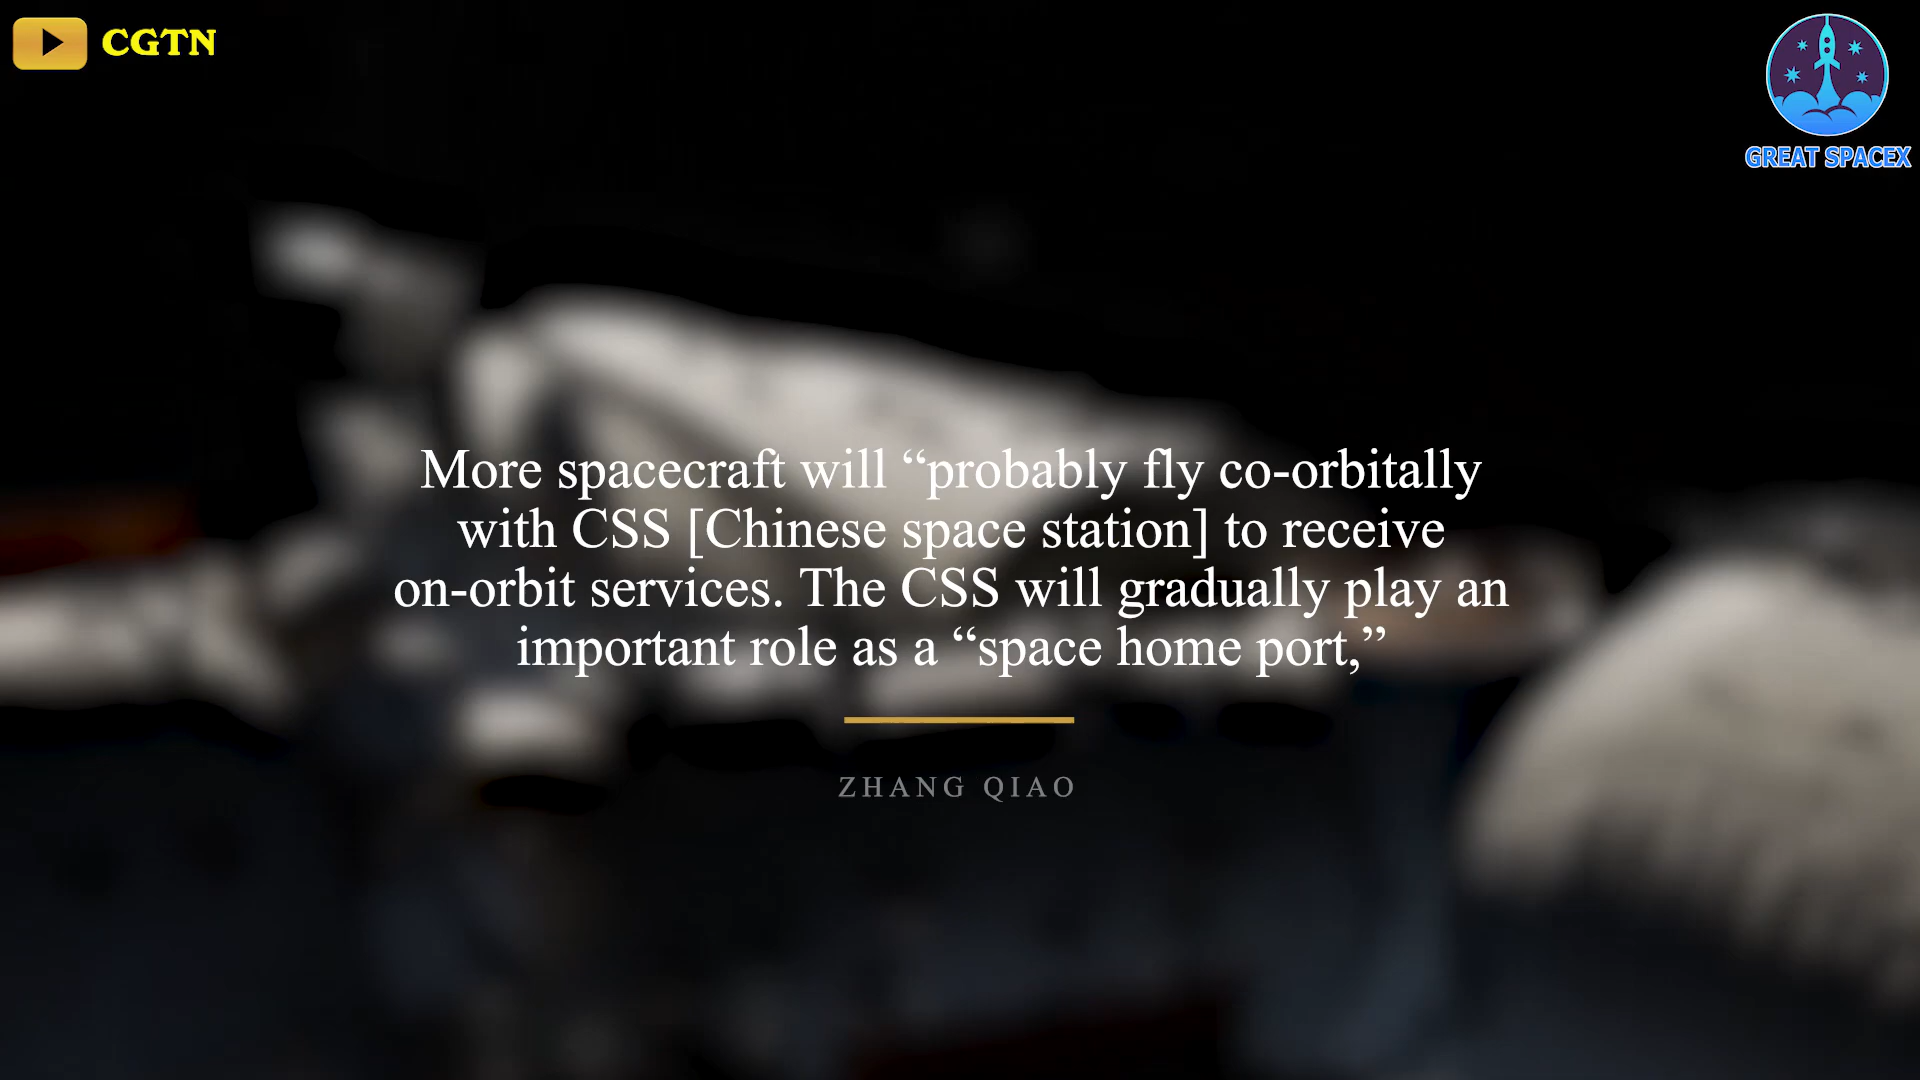 CGTN
GREAT SPACEX
More spacecraft will “probably fly co-orbitally
with CSS [Chinese space station] to receive
on-orbit services. The CSS will gradually play an
important role as a “space home port,”
ZHANG QIAO